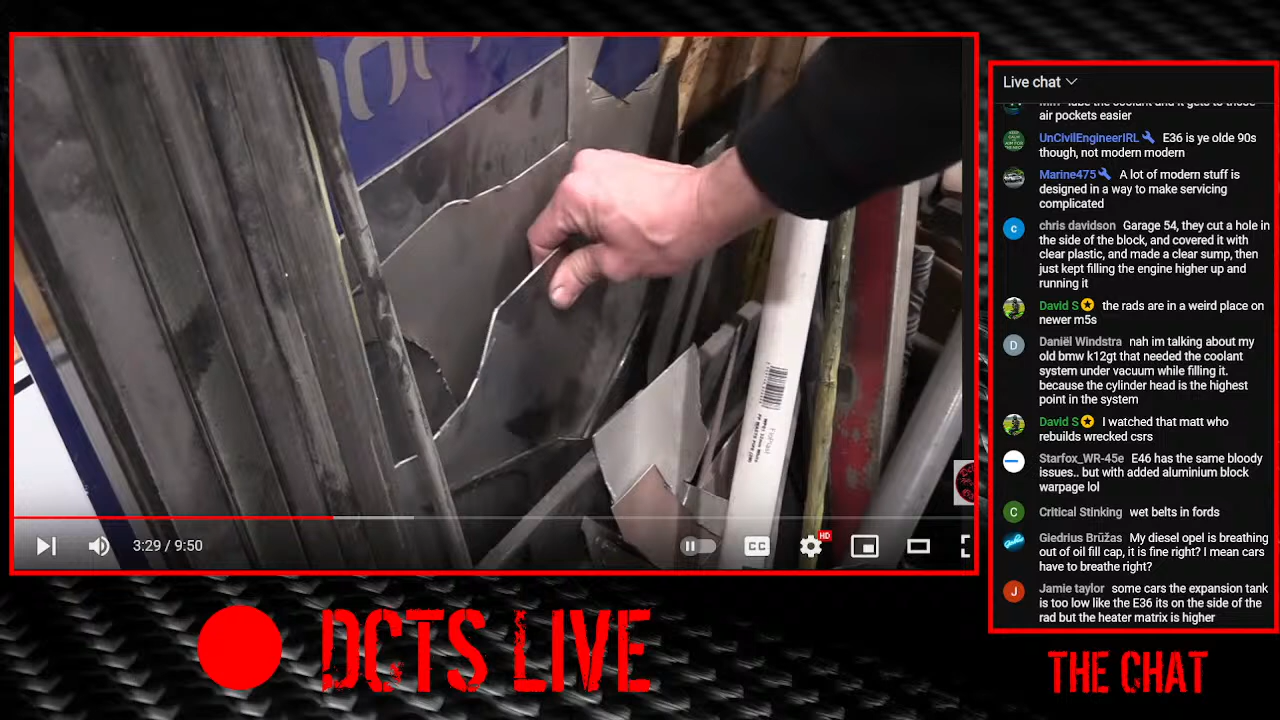 Live chat
air pockets easier
UnCivilEngineerIRL E36 is ye olde 90s
though, not modern modern
Marine475 A lot of modern stuff is
designed in a way to make servicing
complicated
chris davidson Garage 54, they cut a hole in
the side of the block, and covered it with
clear plastic, and made a clear sump, then
just kept filling the engine higher up and
running it
David S the rads are in a weird place on
newer m5s
D
Daniël Windstra nah im talking about my
old bmw k12gt that needed the coolant
system under vacuum while filling it.
because the cylinder head is the highest
point in the system
David S I watched that matt who
rebuilds wrecked csrs
Starfox_WR-45e E46 has the same bloody
issues.. but with added aluminium block
warpage lol
C
Critical Stinking wet belts in fords
Giedrius Brūžas My diesel opel is breathing
out of oil fill cap, it is fine right? I mean cars
have to breathe right?
J
Jamie taylor some cars the expansion tank
is too low like the E36 its on the side of the
rad but the heater matrix is higher
3:29 / 9:50
CC
HD
DCTS LIVE
THE CHAT